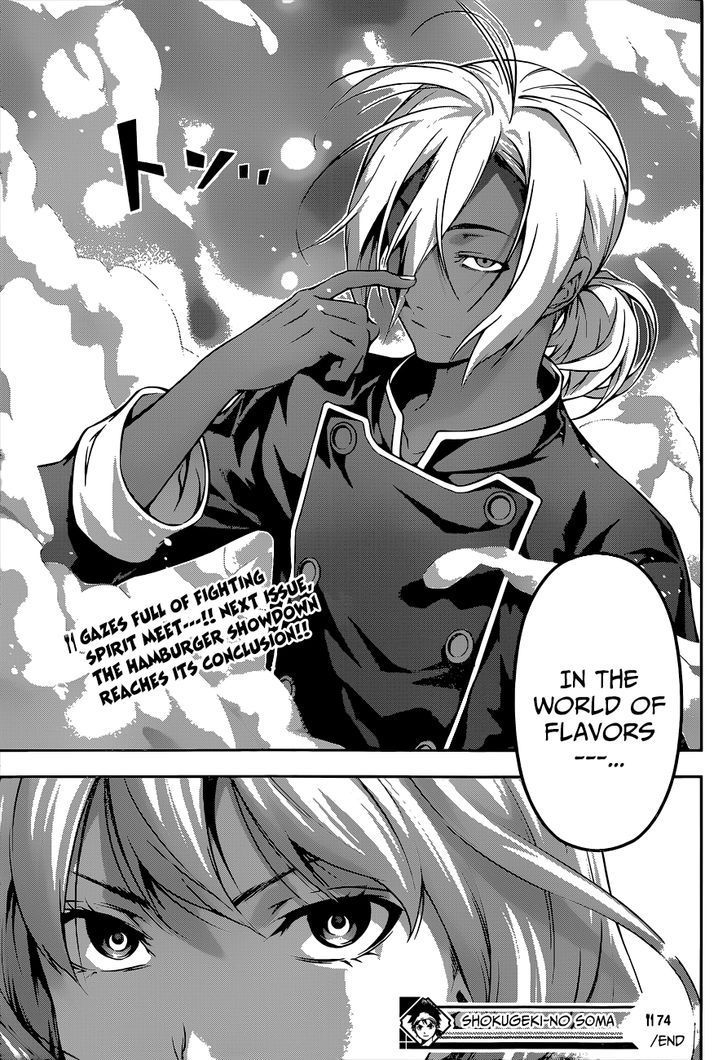 トン‥
GAZES FULL OF FIGHTING
SPIRIT MEET---!! NEXT ISSUE,
THE HAMBURGER SHOWDOWN
REACHES ITS CONCLUSION!!
IN THE
WORLD OF
FLAVORS
---...
SHOKUGEKI NO SOMA
74
/END